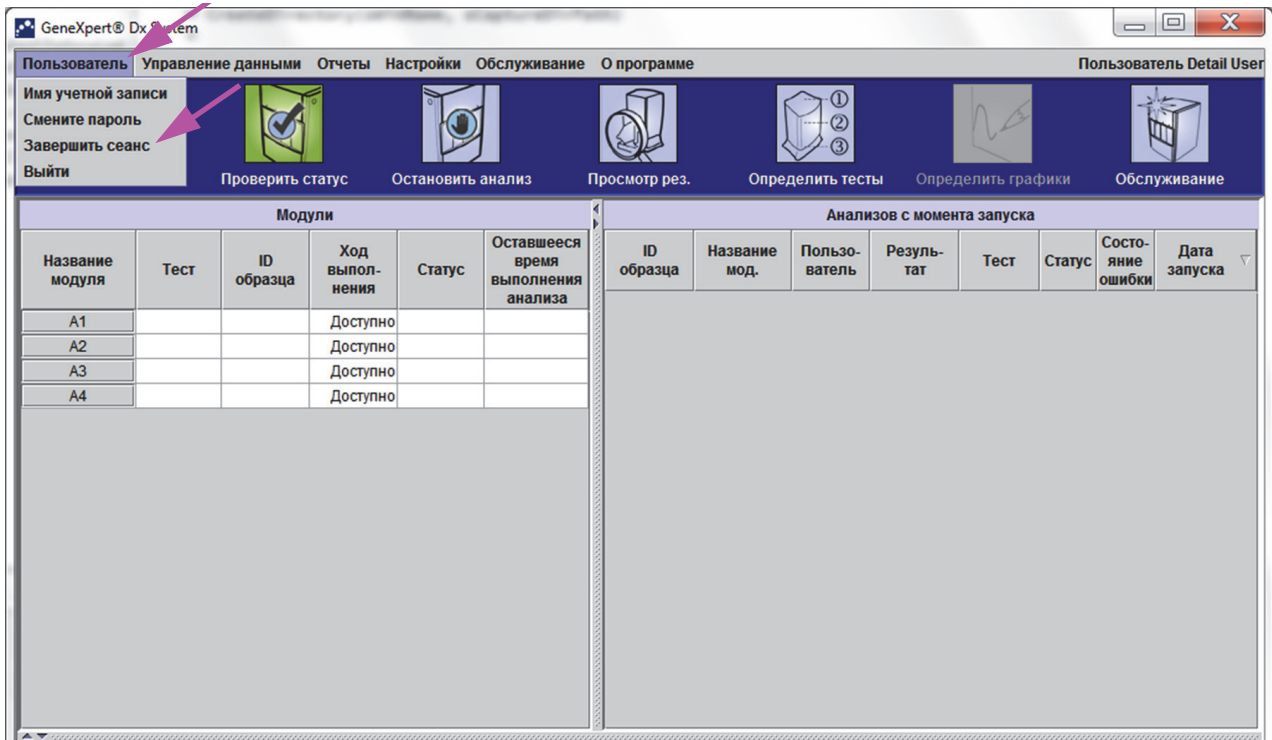 GeneXpert® Dx System
Пользователь Управление данными Отчеты Настройки Обслуживание О программе Пользователь Detail User
Имя учетной записи
Смените пароль
Завершить сеанс
Выйти
Проверить статус Остановить анализ Просмотр рез. Определить тесты Определить графики Обслуживание
1
2
3
Модули
Название модуля Тест ID образца Ход выпол-нения Статус Оставшееся время выполнения анализа
A1 Доступно
A2 Доступно
A3 Доступно
A4 Доступно
Анализов с момента запуска
ID образца Название мод. Пользо-ватель Резуль-тат Тест Статус Состо-яние ошибки Дата запуска